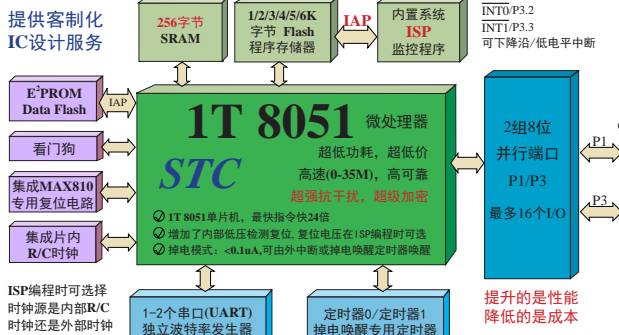 提供客制化
IC设计服务
256字节
SRAM
1/2/3/4/5/6K
字节 Flash
程序存储器
IAP
内置系统
ISP
监控程序
INT0/P3.2
INT1/P3.3
可下降沿/低电平中断
E²PROM
Data Flash
IAP
看门狗
集成MAX810
专用复位电路
集成片内
R/C时钟
1T 8051 微处理器
STC
超低功耗，超低价
高速(0-35M)，高可靠
超强抗干扰，超级加密
1T 8051单片机，最快指令快24倍
增加了内部低压检测复位.复位电压在ISP编程时可选
掉电模式：<0.1uA,可由外中断或掉电唤醒定时器唤醒
2组8位
并行端口
P1/P3
最多16个I/O
P1
P3
ISP编程时可选择
时钟源是内部R/C
时钟还是外部时钟
1-2个串口(UART)
独立波特率发生器
定时器0/定时器1
掉电唤醒专用定时器
提升的是性能
降低的是成本